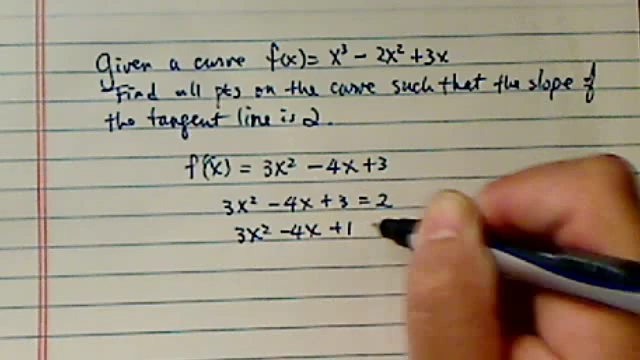 Given a curve f(x) = x³ - 2x² + 3x
Find all pts on the curve such that the slope of
the tangent line is 2.
f'(x) = 3x² - 4x + 3
3x² - 4x + 3 = 2
3x² - 4x + 1